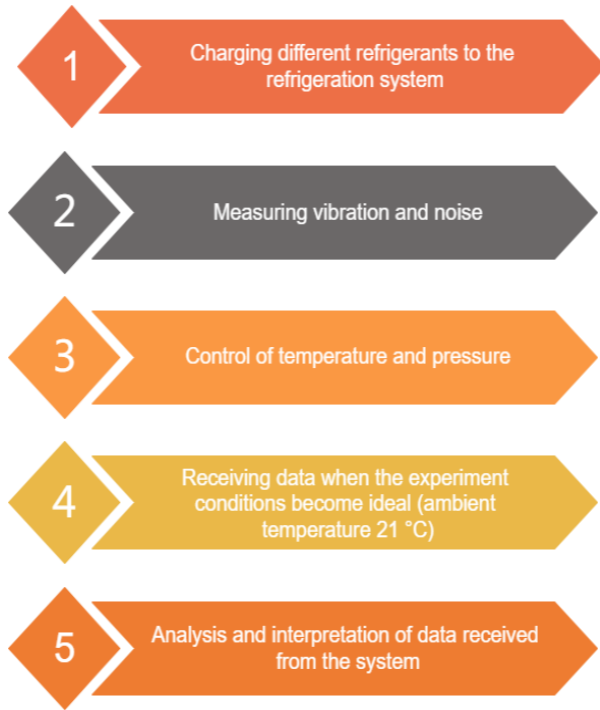 1
Charging different refrigerants to the
refrigeration system
2
Measuring vibration and noise
3
Control of temperature and pressure
4
Receiving data when the experiment
conditions become ideal (ambient
temperature 21 °C)
5
Analysis and interpretation of data received
from the system